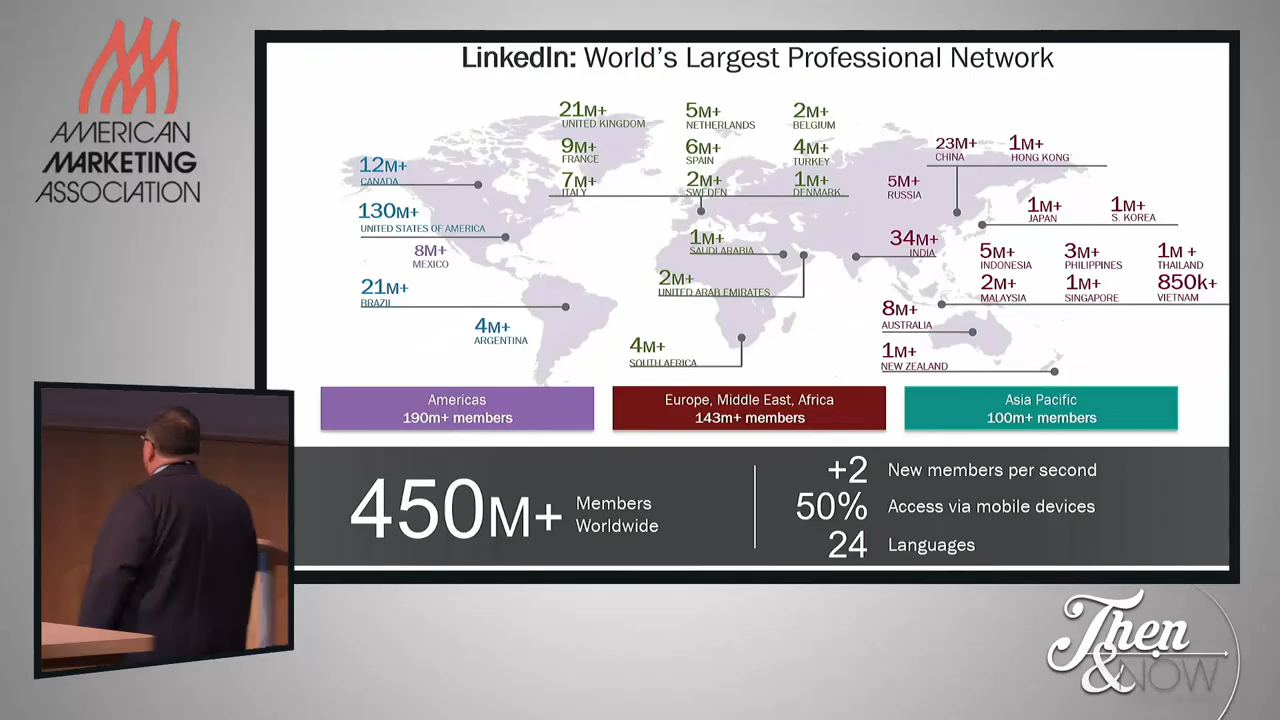 AMERICAN
MARKETING
ASSOCIATION
LinkedIn: World's Largest Professional Network
21M+
UNITED KINGDOM
5M+
NETHERLANDS
2M+
BELGIUM
9M+
FRANCE
6M+
SPAIN
4M+
TURKEY
7M+
ITALY
2M+
SWEDEN
1M+
DENMARK
12M+
CANADA
130M+
UNITED STATES OF AMERICA
8M+
MEXICO
21M+
BRAZIL
4M+
ARGENTINA
1M+
SAUDI ARABIA
2M+
UNITED ARAB EMIRATES
4M+
SOUTH AFRICA
23M+
CHINA
1M+
HONG KONG
5M+
RUSSIA
1M+
JAPAN
1M+
S. KOREA
34M+
INDIA
5M+
INDONESIA
3M+
PHILIPPINES
1M +
THAILAND
2M+
MALAYSIA
1M+
SINGAPORE
850k+
VIETNAM
8M+
AUSTRALIA
1M+
NEW ZEALAND
Americas
190m+ members
Europe, Middle East, Africa
143m+ members
Asia Pacific
100m+ members
450M+
Members
Worldwide
+2 New members per second
50% Access via mobile devices
24 Languages
Then
& NOW